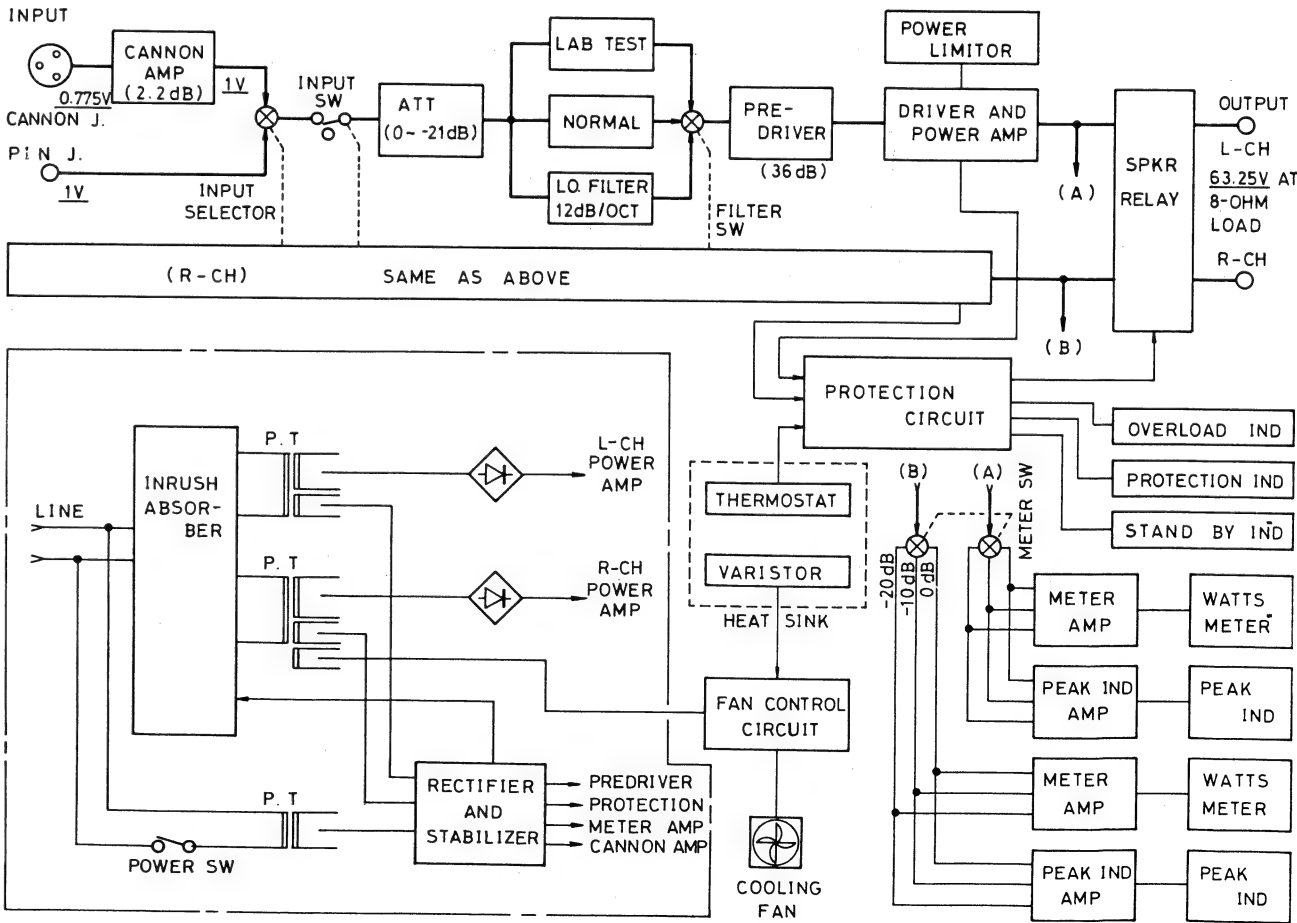 INPUT
CANNON
AMP
(2.2dB)
0.775V
CANNON J.
1V
PIN J.
1V
INPUT
SELECTOR
INPUT
SW
ATT
(0~-21dB)
LAB TEST
NORMAL
LO. FILTER
12dB/OCT
FILTER
SW
PRE-
DRIVER
(36dB)
POWER
LIMITOR
DRIVER AND
POWER AMP
(A)
SPKR
RELAY
OUTPUT
L-CH
63.25V AT
8-OHM
LOAD
R-CH
(R-CH) SAME AS ABOVE
(B)
PROTECTION
CIRCUIT
OVERLOAD IND
PROTECTION IND
STAND BY IND
LINE
INRUSH
ABSOR-
BER
P.T
L-CH
POWER
AMP
P.T
R-CH
POWER
AMP
P.T
POWER SW
RECTIFIER
AND
STABILIZER
PREDRIVER
PROTECTION
METER AMP
CANNON AMP
THERMOSTAT
VARISTOR
HEAT SINK
FAN CONTROL
CIRCUIT
COOLING
FAN
(B)
(A)
METER SW
-20dB
-10dB
0dB
METER
AMP
WATTS
METER
PEAK IND
AMP
PEAK
IND
METER
AMP
WATTS
METER
PEAK IND
AMP
PEAK
IND